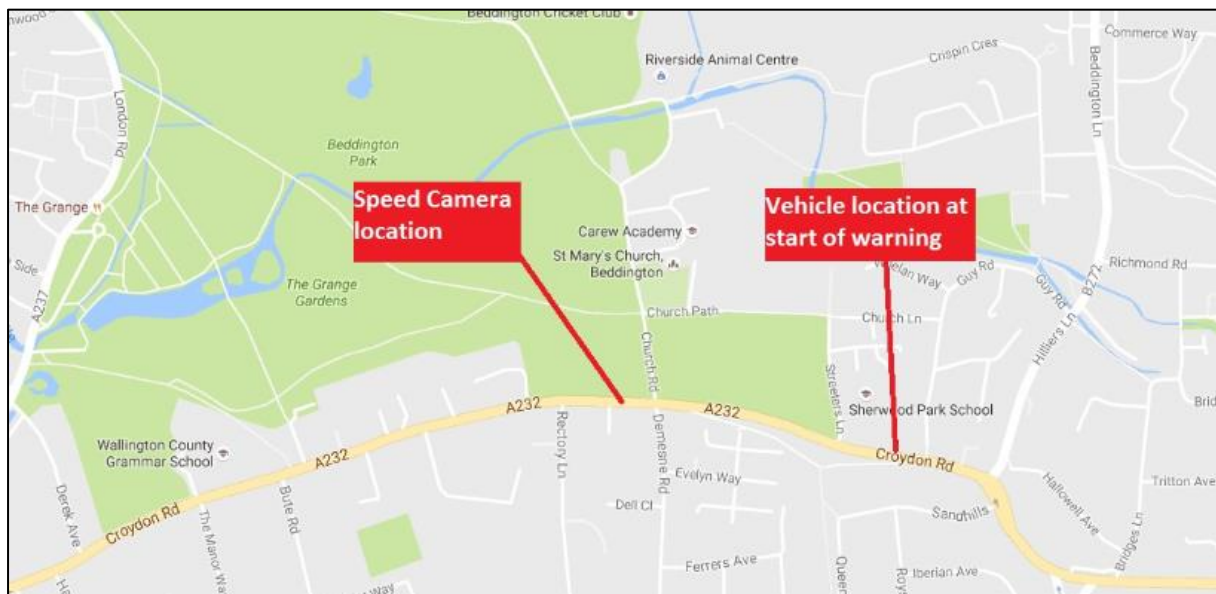 Beddington Cricket Club
Commerce Way
Crispin Cres
Riverside Animal Centre
Beddington Ln
London Rd
Beddington
Park
Speed Camera
location
Vehicle location at
start of warning
The Grange
Carew Academy
St Mary's Church,
Beddington
Side
The Grange
Gardens
Guy Rd
Guy Rd
Richmond Rd
B272
A237
Church Path
Church Ln
Hilliers Ln
Church Rd
Streeters Ln
Sherwood Park School
A232
A232
A232
Croydon Rd
Wallington County
Grammar School
Rectory Ln
Demesne Rd
Evelyn Way
Dell Cl
Derek Ave
Croydon Rd
The Manor Way
Bute Rd
Sandhills
Hallowell Ave
Tritton Ave
Bridges Ln
Ferrers Ave
Iberian Ave
Way